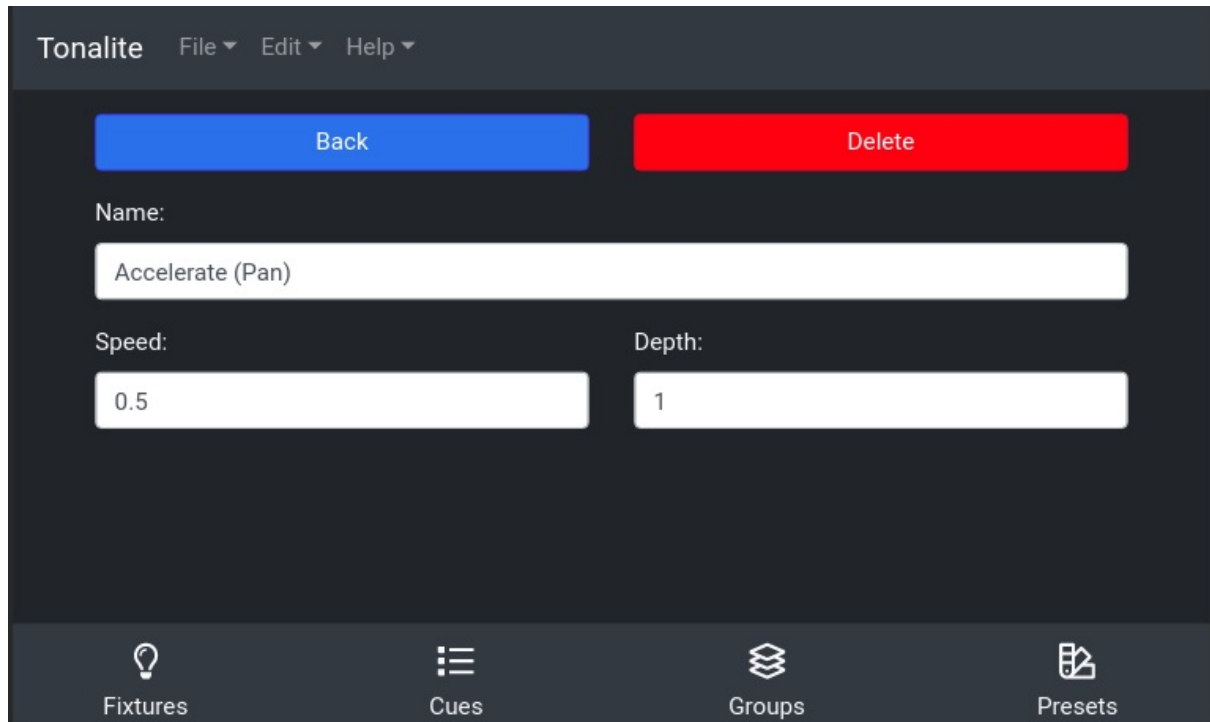 Tonalite File Edit Help
Back Delete
Name:
Accelerate (Pan)
Speed: Depth:
0.5 1
Fixtures Cues Groups Presets